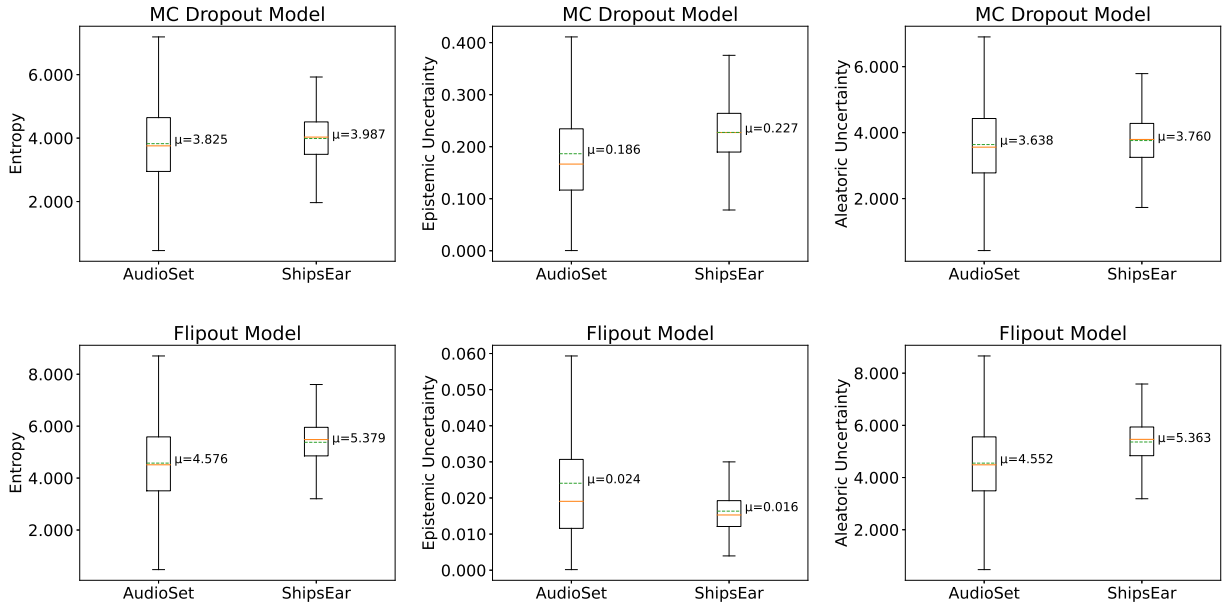 MC Dropout Model
Entropy
6.000
4.000
2.000
μ=3.825
μ=3.987
AudioSet
ShipsEar
MC Dropout Model
Epistemic Uncertainty
0.400
0.300
0.200
0.100
0.000
μ=0.186
μ=0.227
AudioSet
ShipsEar
MC Dropout Model
Aleatoric Uncertainty
6.000
4.000
2.000
μ=3.638
μ=3.760
AudioSet
ShipsEar
Flipout Model
Entropy
8.000
6.000
4.000
2.000
μ=4.576
μ=5.379
AudioSet
ShipsEar
Flipout Model
Epistemic Uncertainty
0.060
0.050
0.040
0.030
0.020
0.010
0.000
μ=0.024
μ=0.016
AudioSet
ShipsEar
Flipout Model
Aleatoric Uncertainty
8.000
6.000
4.000
2.000
μ=4.552
μ=5.363
AudioSet
ShipsEar